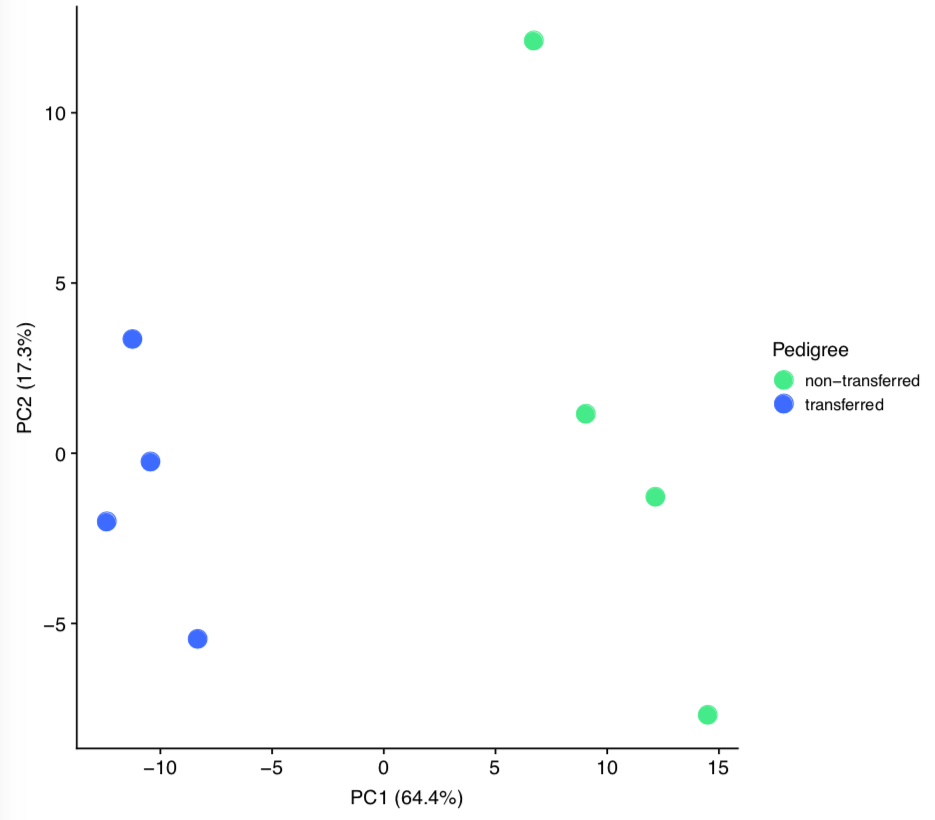 10
5
0
−5
PC2 (17.3%)
−10
−5
0
5
10
15
PC1 (64.4%)
Pedigree
non−transferred
transferred